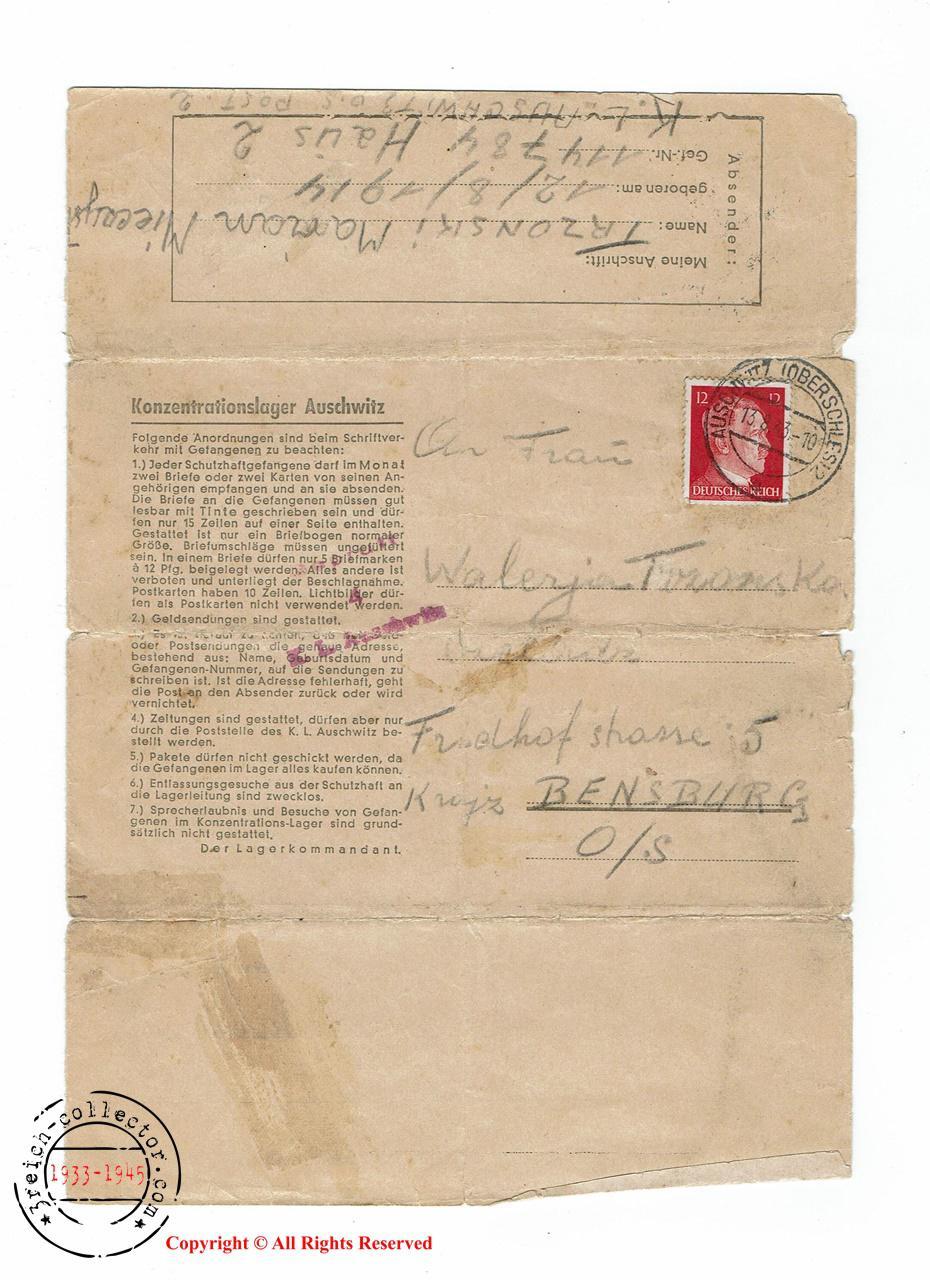 K. L. AUSCHWITZ O.S. POST. 2
Gef.-Nr. 114784 Haus 2
geboren am: 12/8/1914
Name: TRZONSKI Marian
Meine Anschrift:
Absender:
Konzentrationslager Auschwitz
Folgende Anordnungen sind beim Schriftver-
kehr mit Gefangenen zu beachten:
1.) Jeder Schutzhaftgefangene darf im Monat
zwei Briefe oder zwei Karten von seinen An-
gehörigen empfangen und an sie absenden.
Die Briefe an die Gefangenen müssen gut
lesbar mit Tinte geschrieben sein und dür-
fen nur 15 Zeilen auf einer Seite enthalten.
Gestattet ist nur ein Briefbogen normaler
Größe. Briefumschläge müssen ungefüttert
sein. In einem Briefe dürfen nur 5 Briefmarken
à 12 Pfg. beigelegt werden. Alles andere ist
verboten und unterliegt der Beschlagnahme.
Postkarten haben 10 Zeilen. Lichtbilder dür-
fen als Postkarten nicht verwendet werden.
2.) Geldsendungen sind gestattet.
oder Postsendungen die genaue Adresse,
bestehend aus: Name, Geburtsdatum und
Gefangenen-Nummer, auf die Sendungen zu
schreiben ist. Ist die Adresse fehlerhaft, geht
die Post an den Absender zurück oder wird
vernichtet.
4.) Zeitungen sind gestattet, dürfen aber nur
durch die Poststelle des K. L. Auschwitz be-
stellt werden.
5.) Pakete dürfen nicht geschickt werden, da
die Gefangenen im Lager alles kaufen können.
6.) Entlassungsgesuche aus der Schutzhaft an
die Lagerleitung sind zwecklos.
7.) Sprecherlaubnis und Besuche von Gefan-
genen im Konzentrations-Lager sind grund-
sätzlich nicht gestattet.
Der Lagerkommandant.
4
K. L. Auschwitz
12 12
DEUTSCHES REICH
AUSCHWITZ (OBERSCHLES) 2
An Frau
Walerja
Friedhof strasse 5
BENSBURG
O/S
3reich-collector.com
1933-1945
Copyright © All Rights Reserved